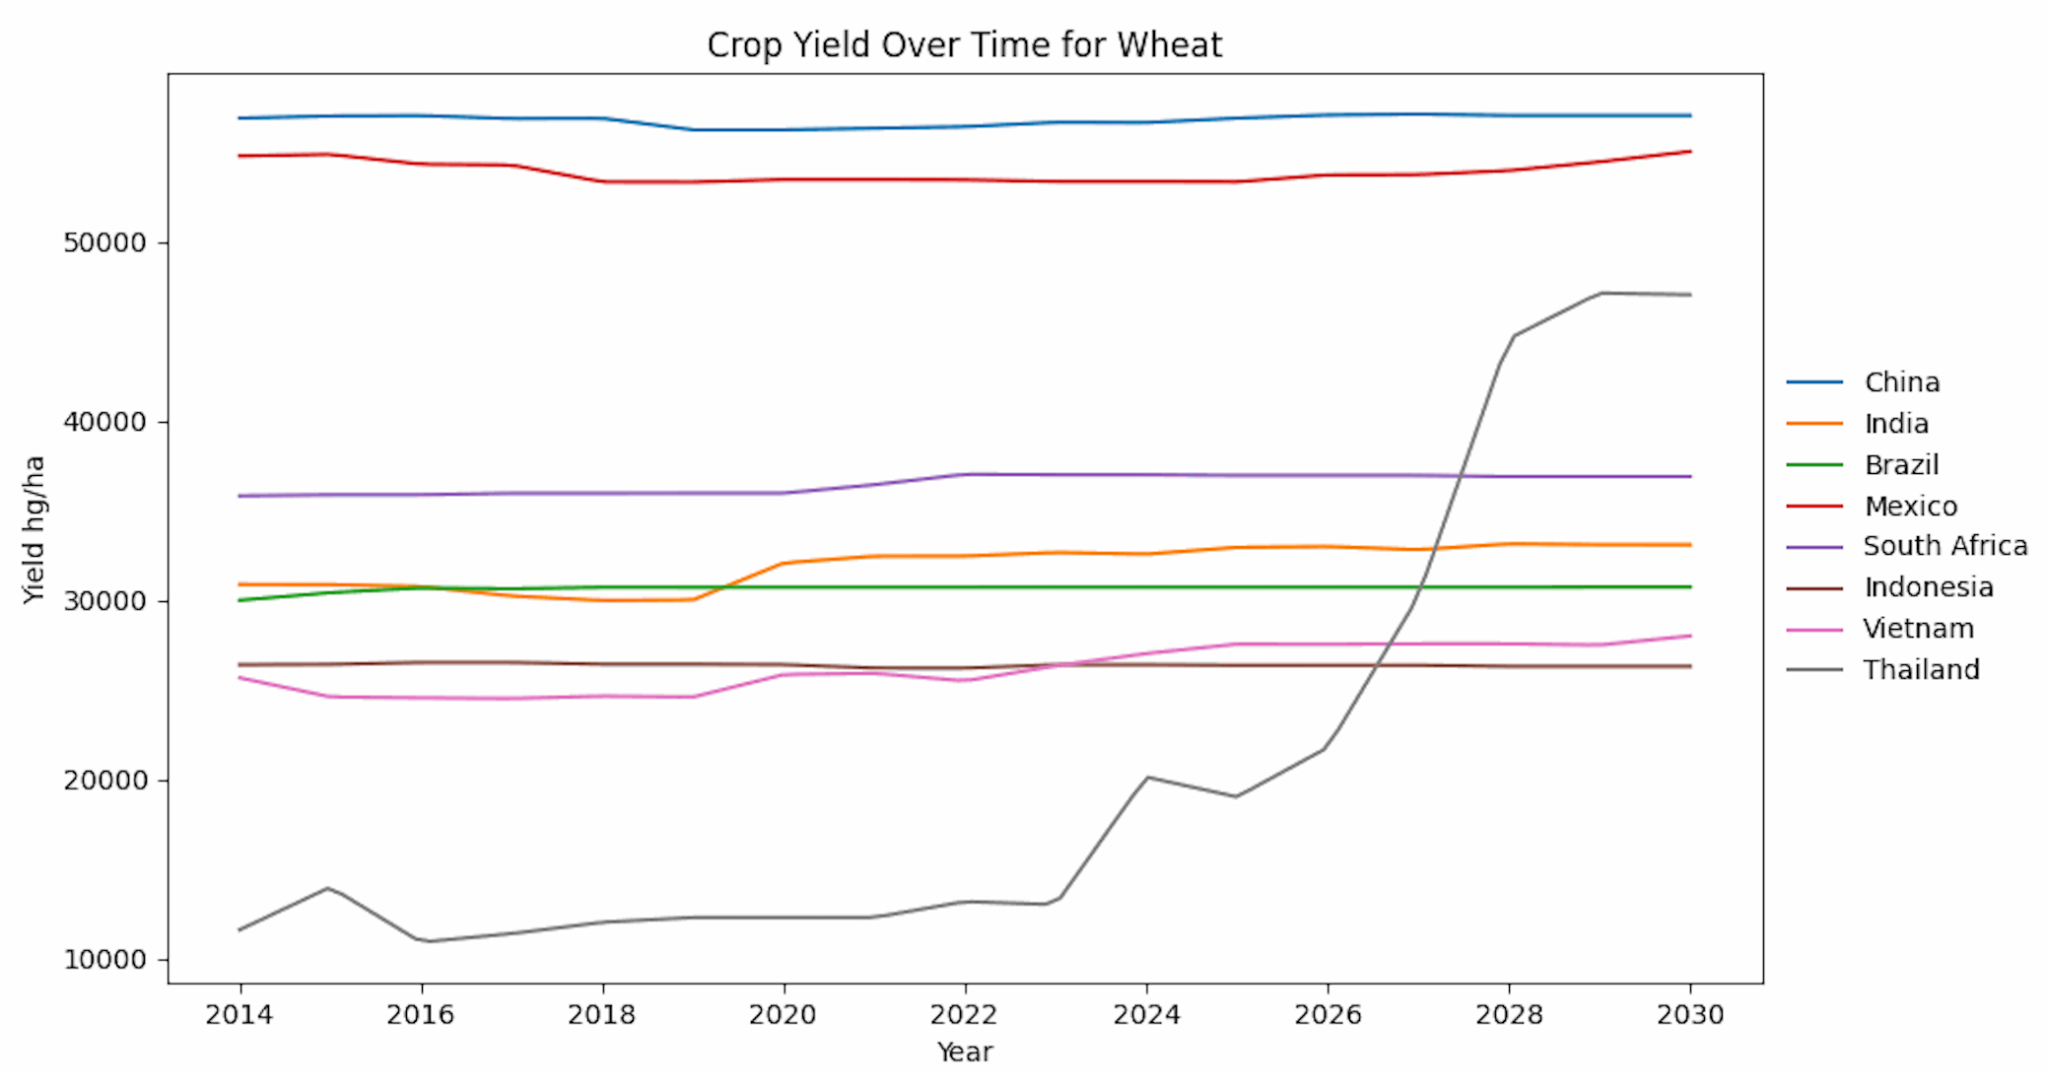 Crop Yield Over Time for Wheat
Yield hg/ha
50000
40000
30000
20000
10000
2014 2016 2018 2020 2022 2024 2026 2028 2030
Year
China
India
Brazil
Mexico
South Africa
Indonesia
Vietnam
Thailand